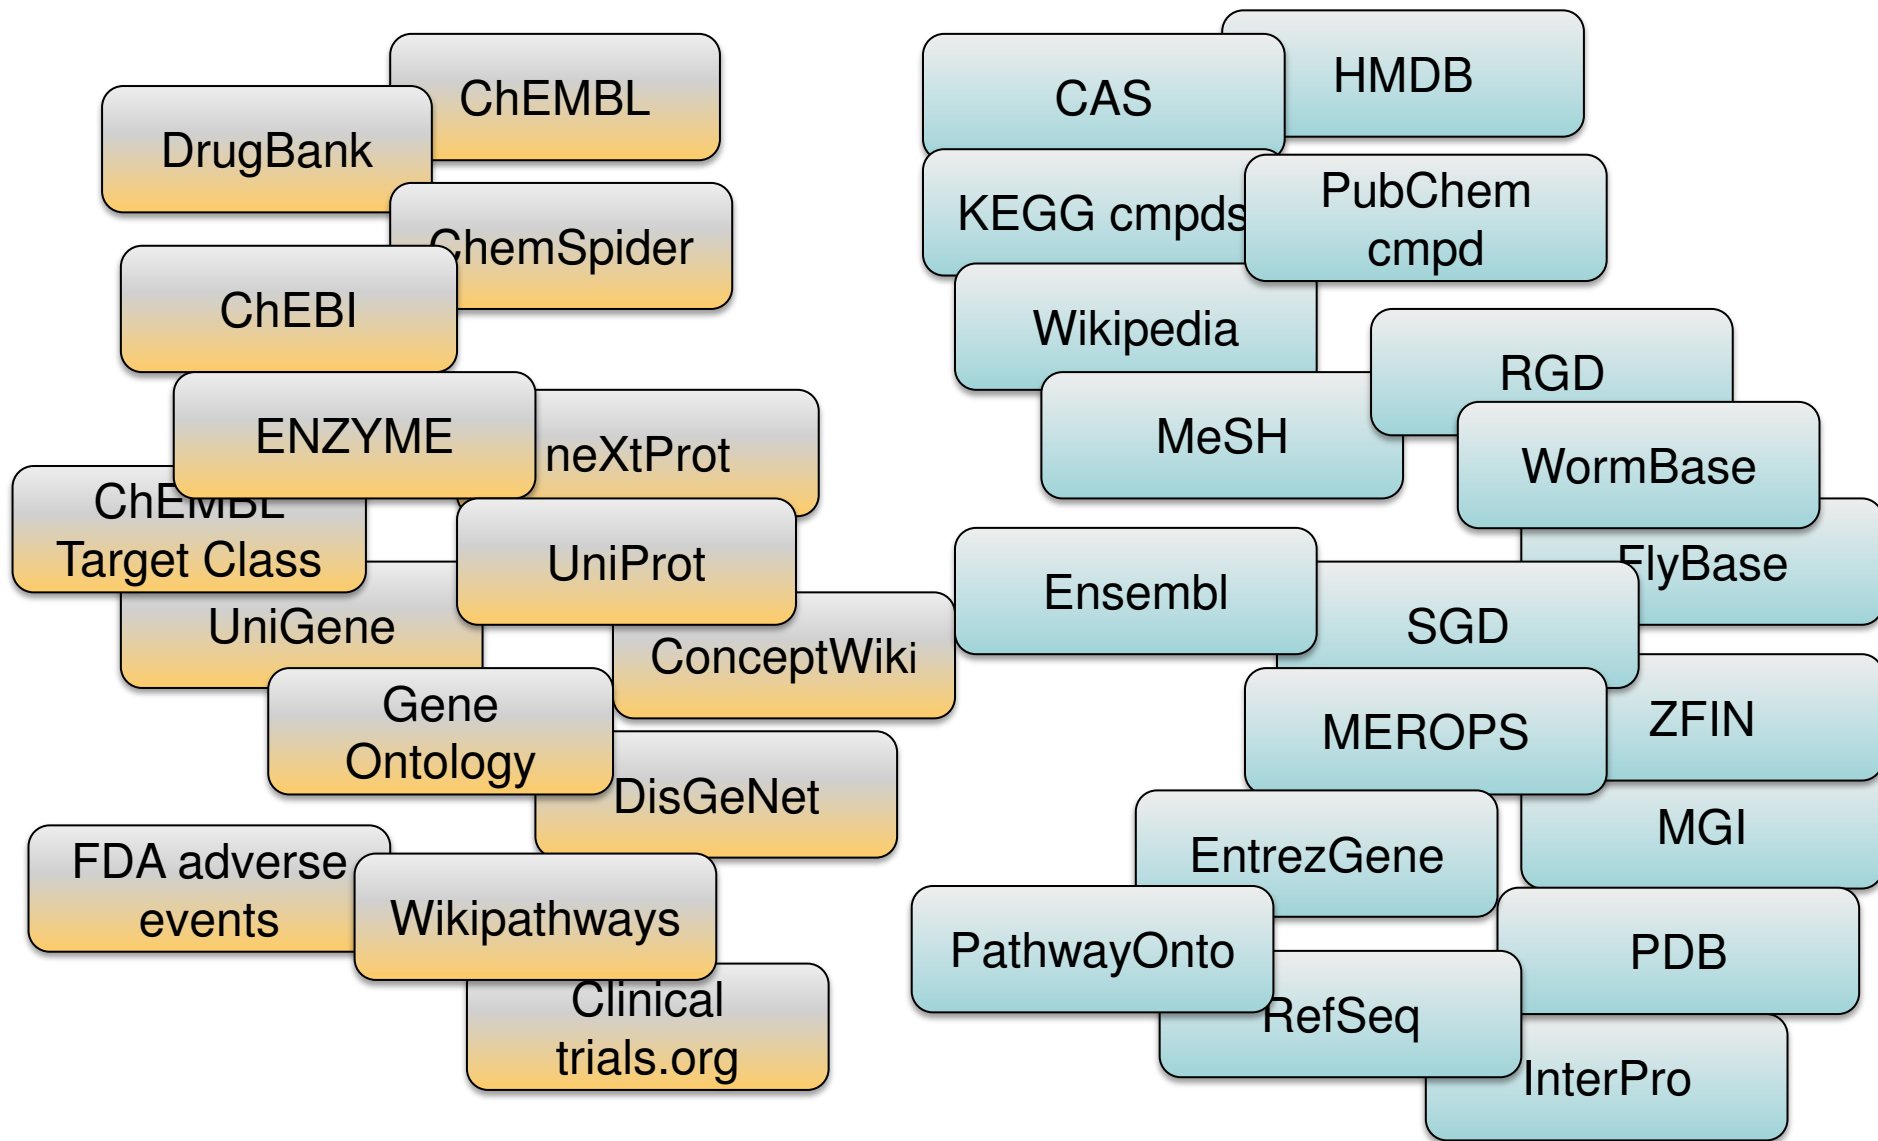 ChEMBL
DrugBank
ChemSpider
ChEBI
ENZYME
neXtProt
ChEMBL
Target Class
UniProt
UniGene
ConceptWiki
Gene
Ontology
DisGeNet
FDA adverse
events
Wikipathways
Clinical
trials.org
HMDB
CAS
KEGG cmpds
PubChem
cmpd
Wikipedia
RGD
MeSH
WormBase
FlyBase
Ensembl
SGD
MEROPS
ZFIN
MGI
EntrezGene
PathwayOnto
PDB
RefSeq
InterPro